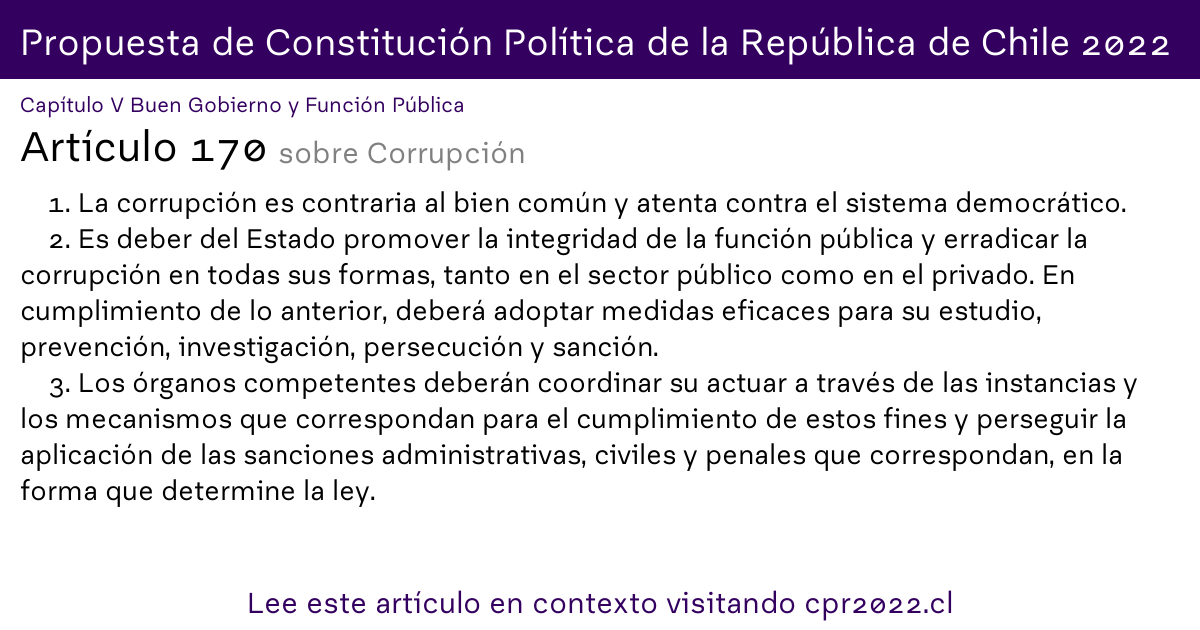 Propuesta de Constitución Política de la República de Chile 2022
Capítulo V Buen Gobierno y Función Pública
Artículo 170 sobre Corrupción
1. La corrupción es contraria al bien común y atenta contra el sistema democrático.
2. Es deber del Estado promover la integridad de la función pública y erradicar la
corrupción en todas sus formas, tanto en el sector público como en el privado. En
cumplimiento de lo anterior, deberá adoptar medidas eficaces para su estudio,
prevención, investigación, persecución y sanción.
3. Los órganos competentes deberán coordinar su actuar a través de las instancias y
los mecanismos que correspondan para el cumplimiento de estos fines y perseguir la
aplicación de las sanciones administrativas, civiles y penales que correspondan, en la
forma que determine la ley.
Lee este artículo en contexto visitando cpr2022.cl